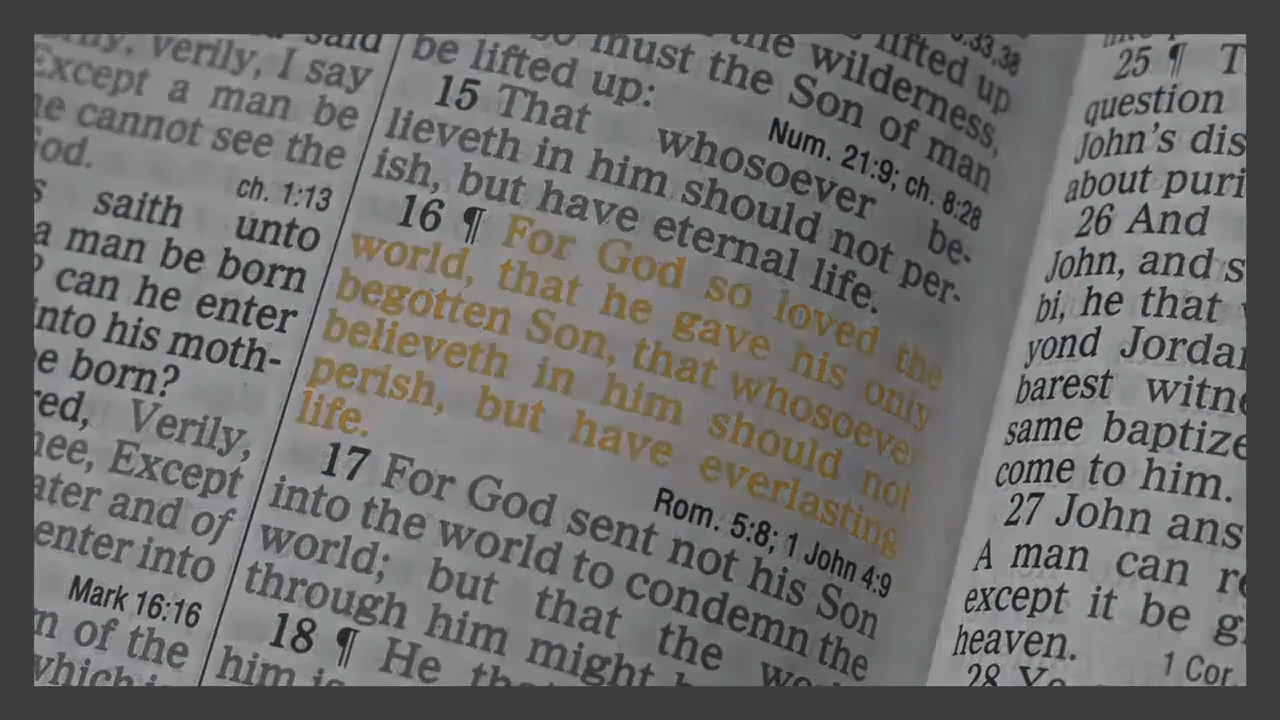 said
verily, I say
Except a man be
he cannot see the
God.
ch. 1:13
saith unto
a man be born
can he enter
into his moth-
be born?
Verily,
Except
and of
enter into
Mark 16:16
of the
lifted up
the wilderness,
must the Son of man
be lifted up:
Num. 21:9; ch. 8:28
15 That whosoever be-
lieveth in him should not per-
ish, but have eternal life.
16 ¶ For God so loved the
world, that he gave his only
begotten Son, that whosoever
believeth in him should not
perish, but have everlasting
life.
Rom. 5:8; 1 John 4:9
17 For God sent not his Son
into the world to condemn the
world; but that the
through him might
18 ¶ He
him
25 ¶
question
John's dis
about puri
26 And
John, and s
bi, he that
yond Jorda
barest witn
same baptize
come to him.
27 John ans
A man can re
except it be g
heaven.
1 Cor.
28